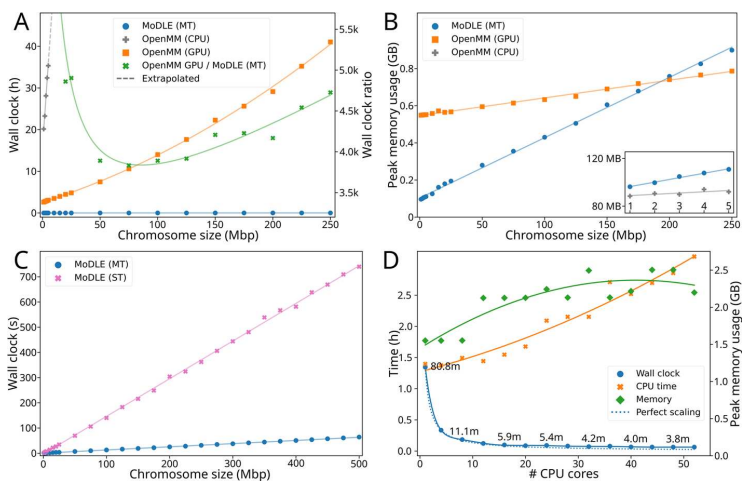 A
MoDLE (MT)
OpenMM (CPU)
OpenMM (GPU)
OpenMM GPU / MoDLE (MT)
Extrapolated
Wall clock (h)
40
30
20
10
0
Wall clock ratio
5.5k
5.0k
4.5k
4.0k
3.5k
1 50 100 150 200 250
Chromosome size (Mbp)
B
MoDLE (MT)
OpenMM (GPU)
OpenMM (CPU)
Peak memory usage (GB)
0.8
0.6
0.4
0.2
0
120 MB
80 MB
1 2 3 4 5
1 50 100 150 200 250
Chromosome size (Mbp)
C
MoDLE (MT)
MoDLE (ST)
Wall clock (s)
700
600
500
400
300
200
100
0
1 100 200 300 400 500
Chromosome size (Mbp)
D
Time (h)
2.5
2.0
1.5
1.0
0.5
0.0
80.8m
11.1m
5.9m
5.4m
4.2m
4.0m
3.8m
Wall clock
CPU time
Memory
Perfect scaling
Peak memory usage (GB)
2.5
2.0
1.5
1.0
0.5
0.0
0 10 20 30 40 50
# CPU cores